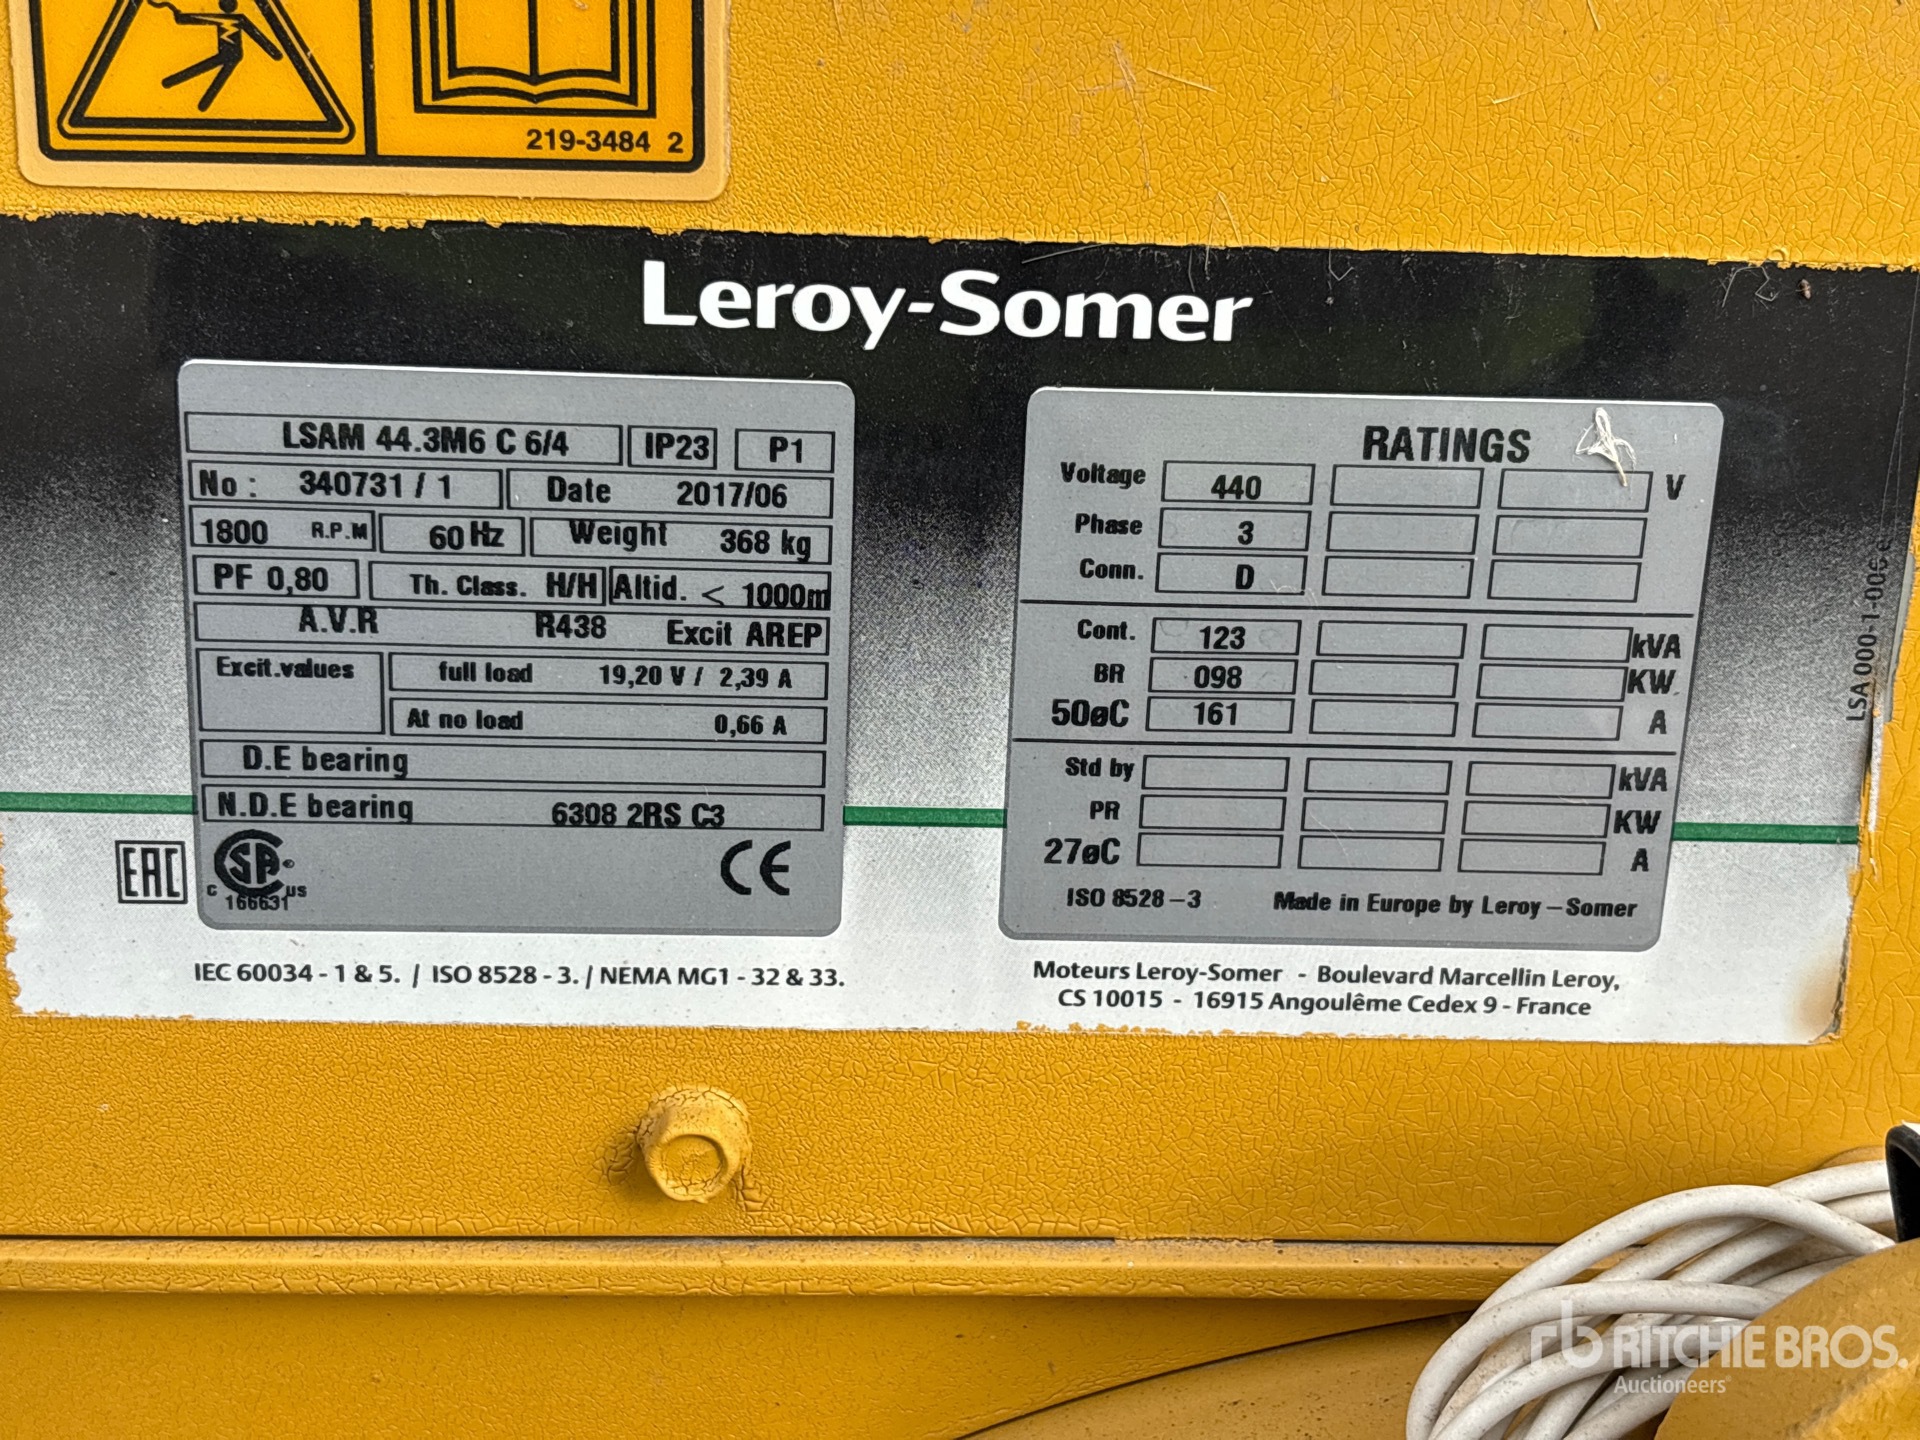 219-3484 2
Leroy-Somer
LSAM 44.3M6 C 6/4 IP23 P1
No : 340731 / 1 Date 2017/06
1800 R.P.M 60 Hz Weight 368 kg
PF 0,80 Th. Class. H/H Altid. < 1000m
A.V.R R438 Excit AREP
Excit.values full load 19,20 V / 2,39 A
At no load 0,66 A
D.E bearing
N.D.E bearing 6308 2RS C3
EAC
CSA
C US
166631
CE
IEC 60034 - 1 & 5. / ISO 8528 - 3. / NEMA MG1 - 32 & 33.
RATINGS
Voltage 440 V
Phase 3
Conn. D
Cont. 123 kVA
BR 098 KW
50øC 161 A
Std by kVA
PR KW
27øC A
ISO 8528 – 3 Made in Europe by Leroy – Somer
Moteurs Leroy-Somer - Boulevard Marcellin Leroy,
CS 10015 - 16915 Angoulême Cedex 9 - France
rb RITCHIE BROS.
Auctioneers